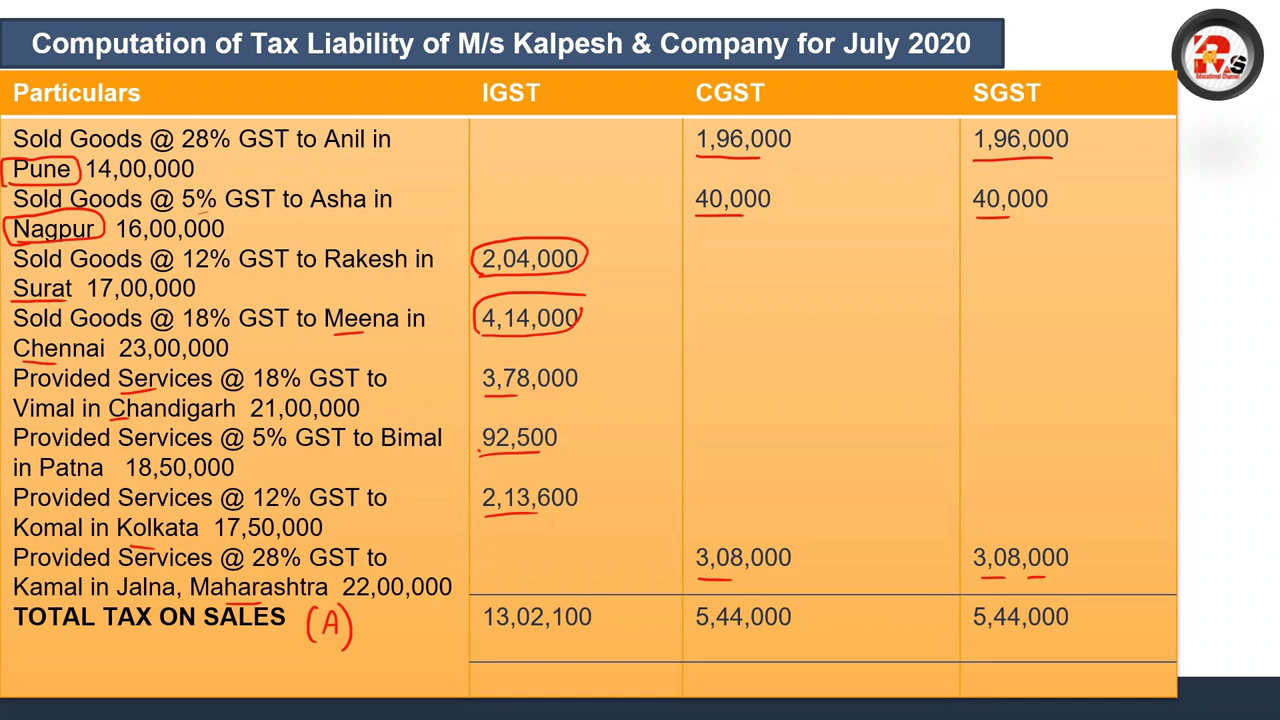 Computation of Tax Liability of M/s Kalpesh & Company for July 2020
RMs
Educational Channel
Particulars IGST CGST SGST
Sold Goods @ 28% GST to Anil in 1,96,000 1,96,000
Pune 14,00,000
Sold Goods @ 5% GST to Asha in 40,000 40,000
Nagpur 16,00,000
Sold Goods @ 12% GST to Rakesh in 2,04,000
Surat 17,00,000
Sold Goods @ 18% GST to Meena in 4,14,000
Chennai 23,00,000
Provided Services @ 18% GST to 3,78,000
Vimal in Chandigarh 21,00,000
Provided Services @ 5% GST to Bimal 92,500
in Patna 18,50,000
Provided Services @ 12% GST to 2,13,600
Komal in Kolkata 17,50,000
Provided Services @ 28% GST to 3,08,000 3,08,000
Kamal in Jalna, Maharashtra 22,00,000
TOTAL TAX ON SALES (A) 13,02,100 5,44,000 5,44,000